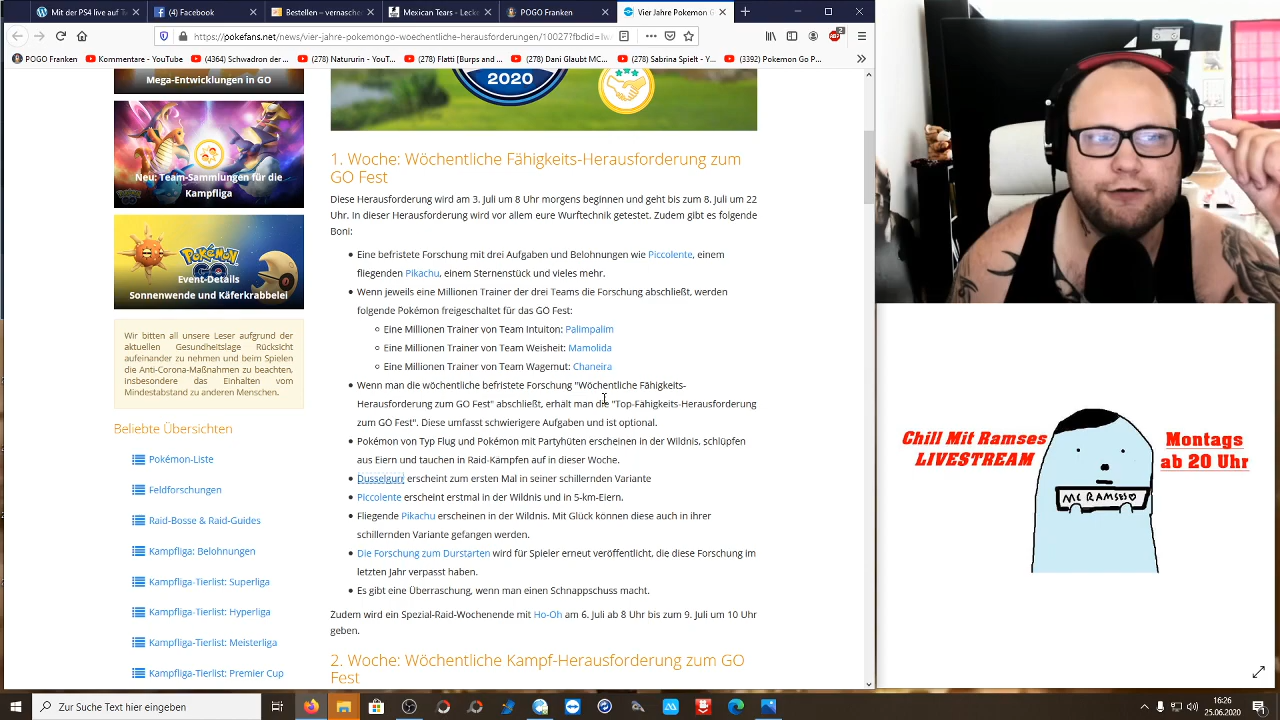 Mit der PS4 live auf T
(4) Facebook
Bestellen – vernasche
Mexican Tears - Lecke
POGO Franken
Vier Jahre Pokemon G
https://pokefans.net/news/vier-jahre-pokemongo-woechentliche-herausforderungen/10027?fbclid=Iw
POGO Franken
Kommentare - YouTube
(4364) Schwadron der ...
(278) Naturunin - YouT...
(278) Flatti [Burps and ...
(278) Dani Glaubt MC...
(278) Sabrina Spielt - Y...
(3392) Pokemon Go P...
Mega-Entwicklungen in GO
2020
Neu: Team-Sammlungen für die
Kampfliga
POKÉMON
GO
Event-Details
Sonnenwende und Käferkrabbelei
Wir bitten all unsere Leser aufgrund der
aktuellen Gesundheitslage Rücksicht
aufeinander zu nehmen und beim Spielen
die Anti-Corona-Maßnahmen zu beachten,
insbesondere das Einhalten vom
Mindestabstand zu anderen Menschen.
Beliebte Übersichten
Pokémon-Liste
Feldforschungen
Raid-Bosse & Raid-Guides
Kampfliga: Belohnungen
Kampfliga-Tierlist: Superliga
Kampfliga-Tierlist: Hyperliga
Kampfliga-Tierlist: Meisterliga
Kampfliga-Tierlist: Premier Cup
1. Woche: Wöchentliche Fähigkeits-Herausforderung zum
GO Fest
Diese Herausforderung wird am 3. Juli um 8 Uhr morgens beginnen und geht bis zum 8. Juli um 22
Uhr. In dieser Herausforderung wird vor allem eure Wurftechnik getestet. Zudem gibt es folgende
Boni:
Eine befristete Forschung mit drei Aufgaben und Belohnungen wie Piccolente, einem
fliegenden Pikachu, einem Sternenstück und vieles mehr.
Wenn jeweils eine Millionen Trainer der drei Teams die Forschung abschließt, werden
folgende Pokémon freigeschaltet für das GO Fest:
Eine Millionen Trainer von Team Intuiton: Palimpalim
Eine Millionen Trainer von Team Weisheit: Mamolida
Eine Millionen Trainer von Team Wagemut: Chaneira
Wenn man die wöchentliche befristete Forschung "Wöchentliche Fähigkeits-
Herausforderung zum GO Fest" abschließt, erhält man die "Top-Fähigkeits-Herausforderung
zum GO Fest". Diese umfasst schwierigere Aufgaben und ist optional.
Pokémon von Typ Flug und Pokémon mit Partyhüten erscheinen in der Wildnis, schlüpfen
aus Eiern und tauchen in Raid-Kämpfen auf in dieser Woche.
Dusselgurr erscheint zum ersten Mal in seiner schillernden Variante
Piccolente erscheint erstmal in der Wildnis und in 5-km-Eiern.
Fliegende Pikachu erscheinen in der Wildnis. Mit Glück können diese auch in ihrer
schillernden Variante gefangen werden.
Die Forschung zum Durstarten wird für Spieler erneut veröffentlicht, die diese Forschung im
letzten Jahr verpasst haben.
Es gibt eine Überraschung, wenn man einen Schnappschuss macht.
Zudem wird ein Spezial-Raid-Wochenende mit Ho-Oh am 6. Juli ab 8 Uhr bis zum 9. Juli um 10 Uhr
geben.
2. Woche: Wöchentliche Kampf-Herausforderung zum GO
Fest
Chill Mit Ramses
LIVESTREAM
MC RAMSES
Montags
ab 20 Uhr
Zur Suche Text hier eingeben
16:26
25.06.2020